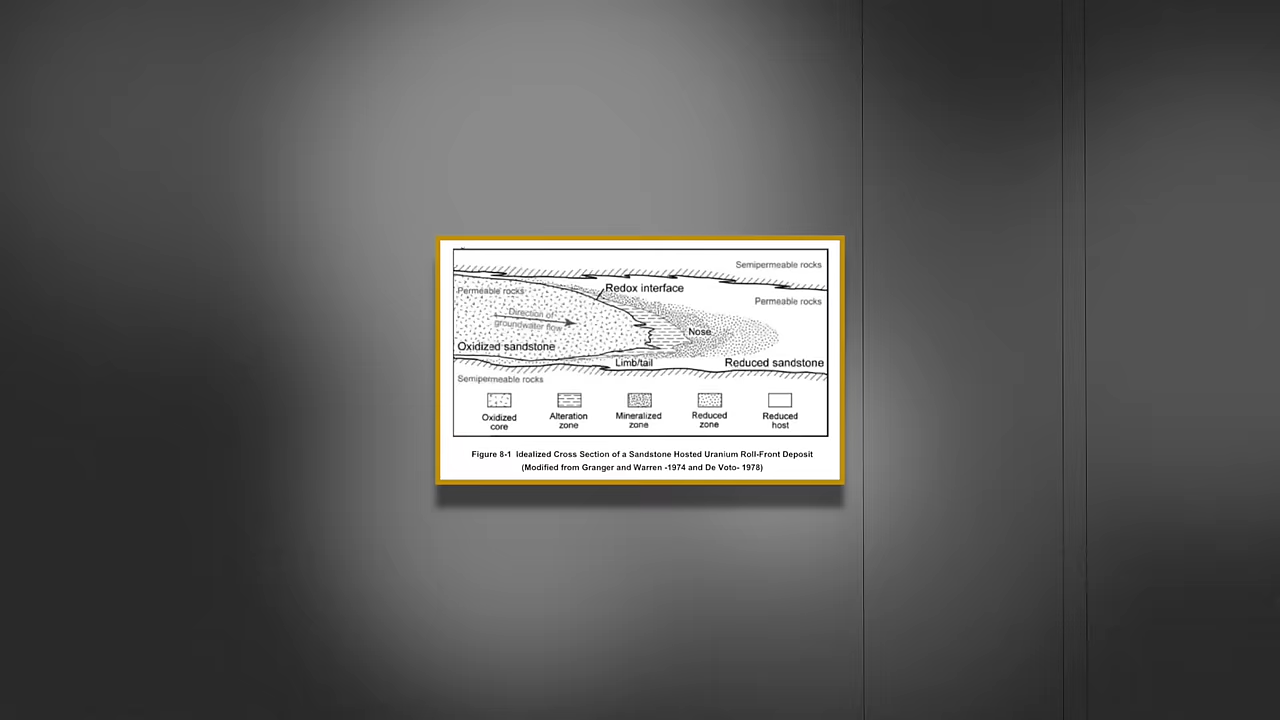 Semipermeable rocks
Permeable rocks
Redox interface
Permeable rocks
Direction of
groundwater flow
Nose
Oxidized sandstone
Limb/tail
Reduced sandstone
Semipermeable rocks
Oxidized
core
Alteration
zone
Mineralized
zone
Reduced
zone
Reduced
host
Figure 8-1 Idealized Cross Section of a Sandstone Hosted Uranium Roll-Front Deposit
(Modified from Granger and Warren -1974 and De Voto- 1978)